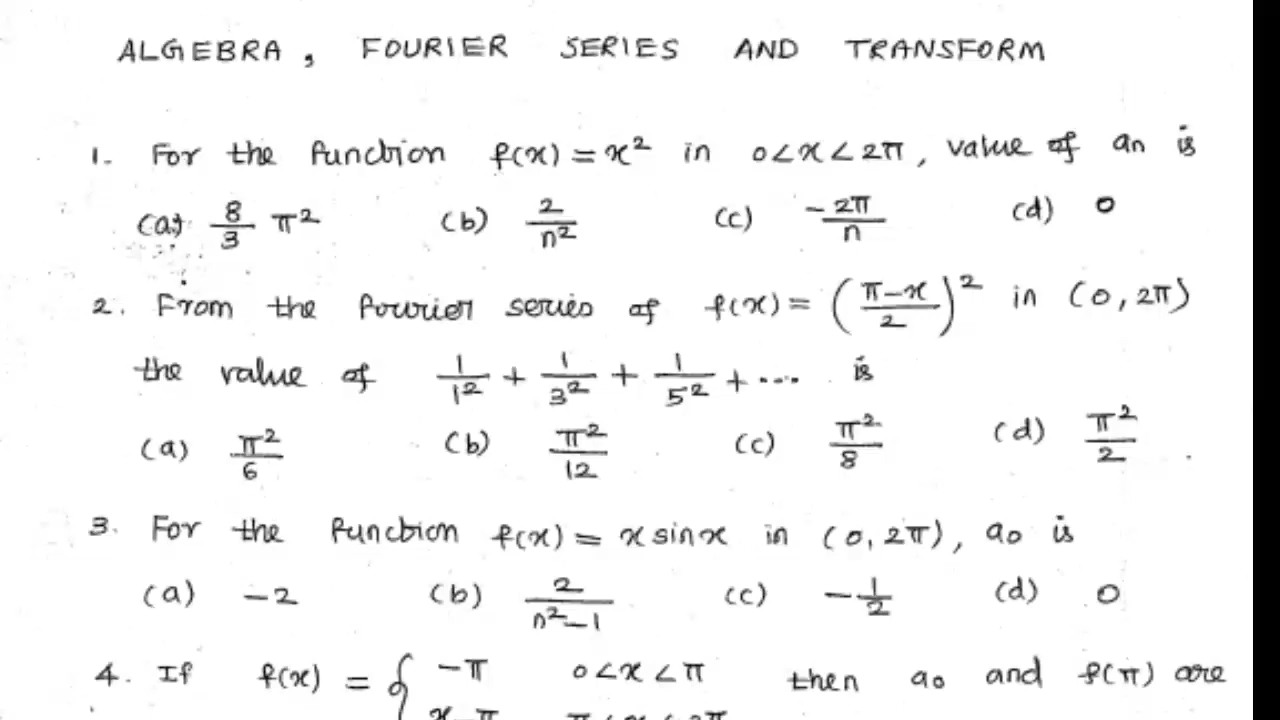 ALGEBRA, FOURIER SERIES AND TRANSFORM
1. For the function f(x) = x² in 0<x<2π, value of an is
(a) 8/3 π² (b) 2/n² (c) -2π/n (d) 0
2. From the fourier series of f(x) = ((π-x)/2)² in (0, 2π)
the value of 1/1² + 1/3² + 1/5² + .... is
(a) π²/6 (b) π²/12 (c) π²/8 (d) π²/2
3. For the function f(x) = x sinx in (0, 2π), a₀ is
(a) -2 (b) 2/(n²-1) (c) -1/2 (d) 0
4. If f(x) = { -π 0<x<π then a₀ and f(π) are